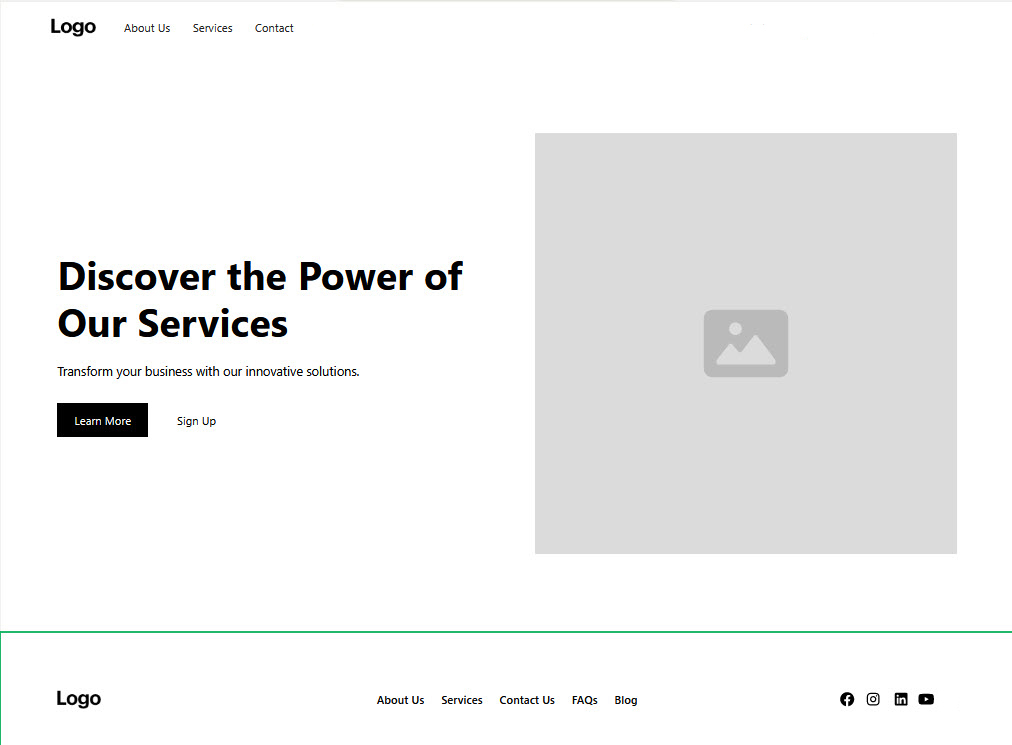 Logo About Us Services Contact
Discover the Power of
Our Services
Transform your business with our innovative solutions.
Learn More Sign Up
Logo About Us Services Contact Us FAQs Blog